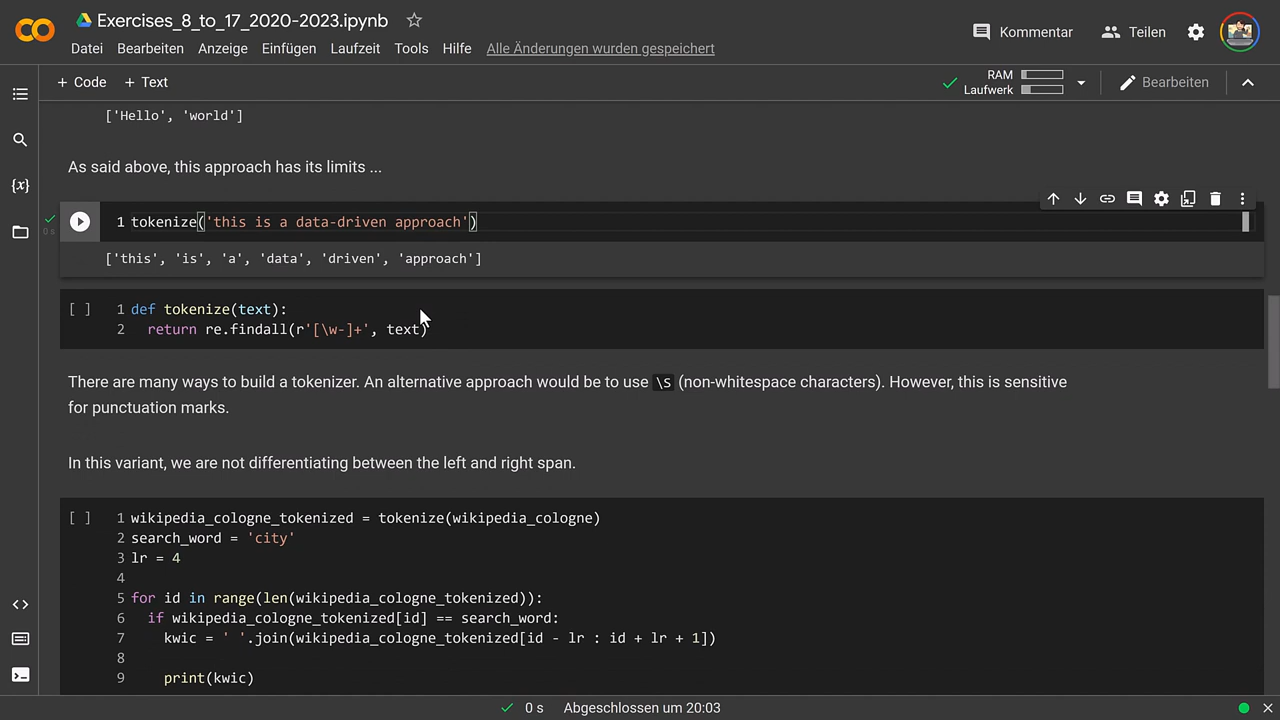 Exercises_8_to_17_2020-2023.ipynb
Kommentar
Teilen
Datei Bearbeiten Anzeige Einfügen Laufzeit Tools Hilfe Alle Änderungen wurden gespeichert
+ Code + Text
RAM
Laufwerk
Bearbeiten
['Hello', 'world']
As said above, this approach has its limits ...
1 tokenize('this is a data-driven approach')
0s
['this', 'is', 'a', 'data', 'driven', 'approach']
[ ] 1 def tokenize(text):
2 return re.findall(r'[\w-]+', text)
There are many ways to build a tokenizer. An alternative approach would be to use \S (non-whitespace characters). However, this is sensitive
for punctuation marks.
In this variant, we are not differentiating between the left and right span.
[ ] 1 wikipedia_cologne_tokenized = tokenize(wikipedia_cologne)
2 search_word = 'city'
3 lr = 4
4
5 for id in range(len(wikipedia_cologne_tokenized)):
6 if wikipedia_cologne_tokenized[id] == search_word:
7 kwic = ' '.join(wikipedia_cologne_tokenized[id - lr : id + lr + 1])
8
9 print(kwic)
0 s Abgeschlossen um 20:03